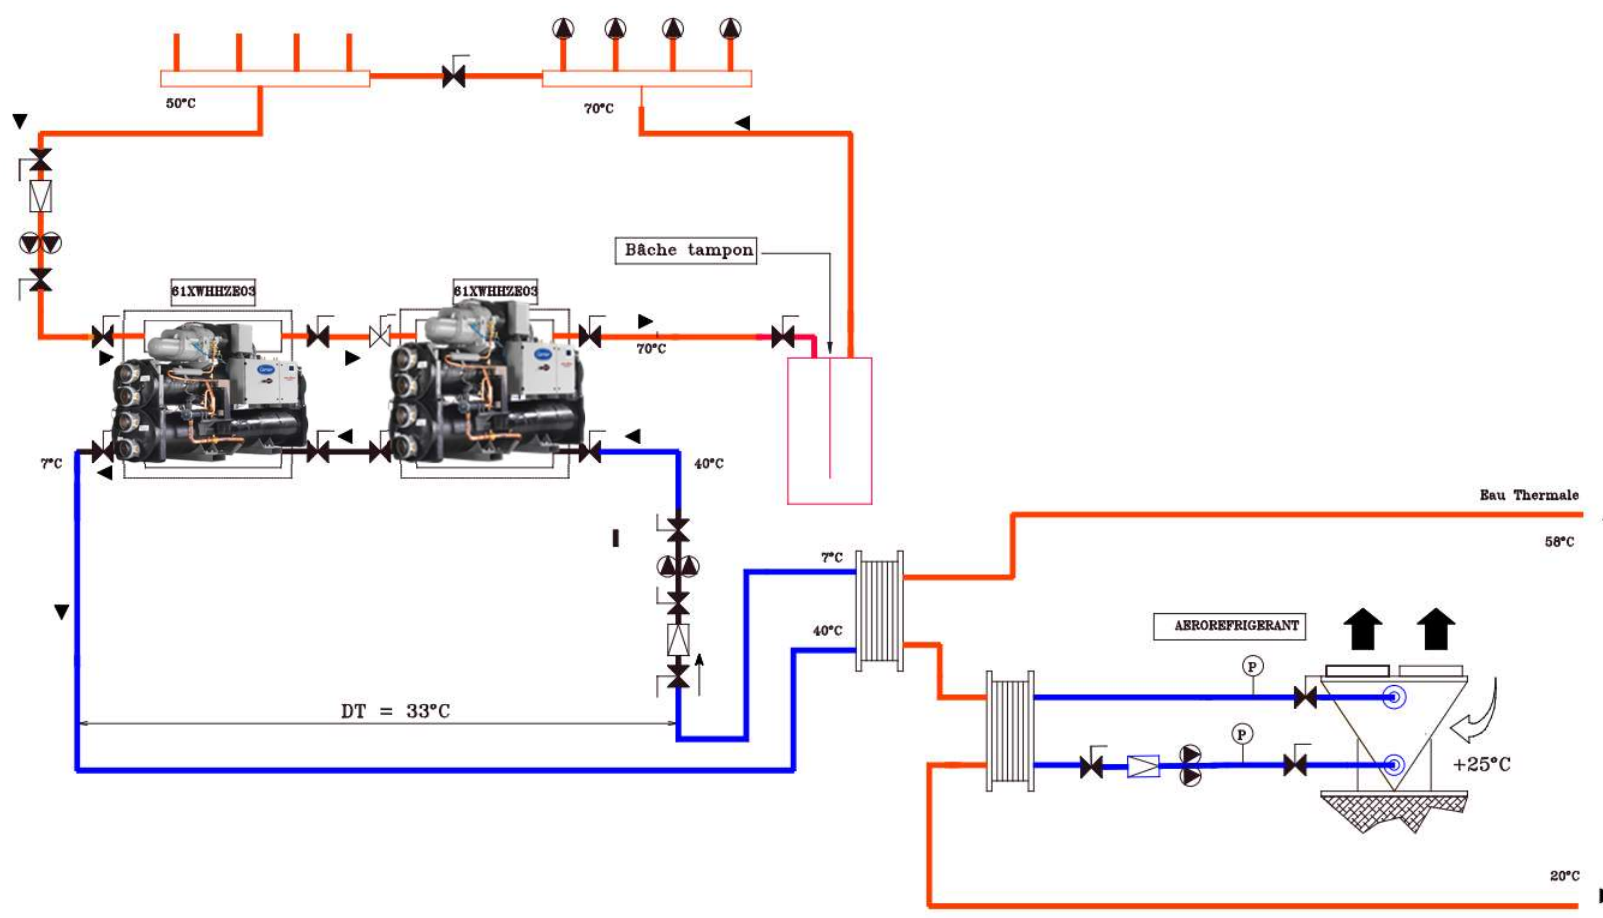 50°C
70°C
Bâche tampon
61XWHHZE03
61XWHHZE03
70°C
7°C
40°C
Eau Thermale
58°C
7°C
40°C
AEROREFRIGERANT
P
DT = 33°C
P
+25°C
20°C